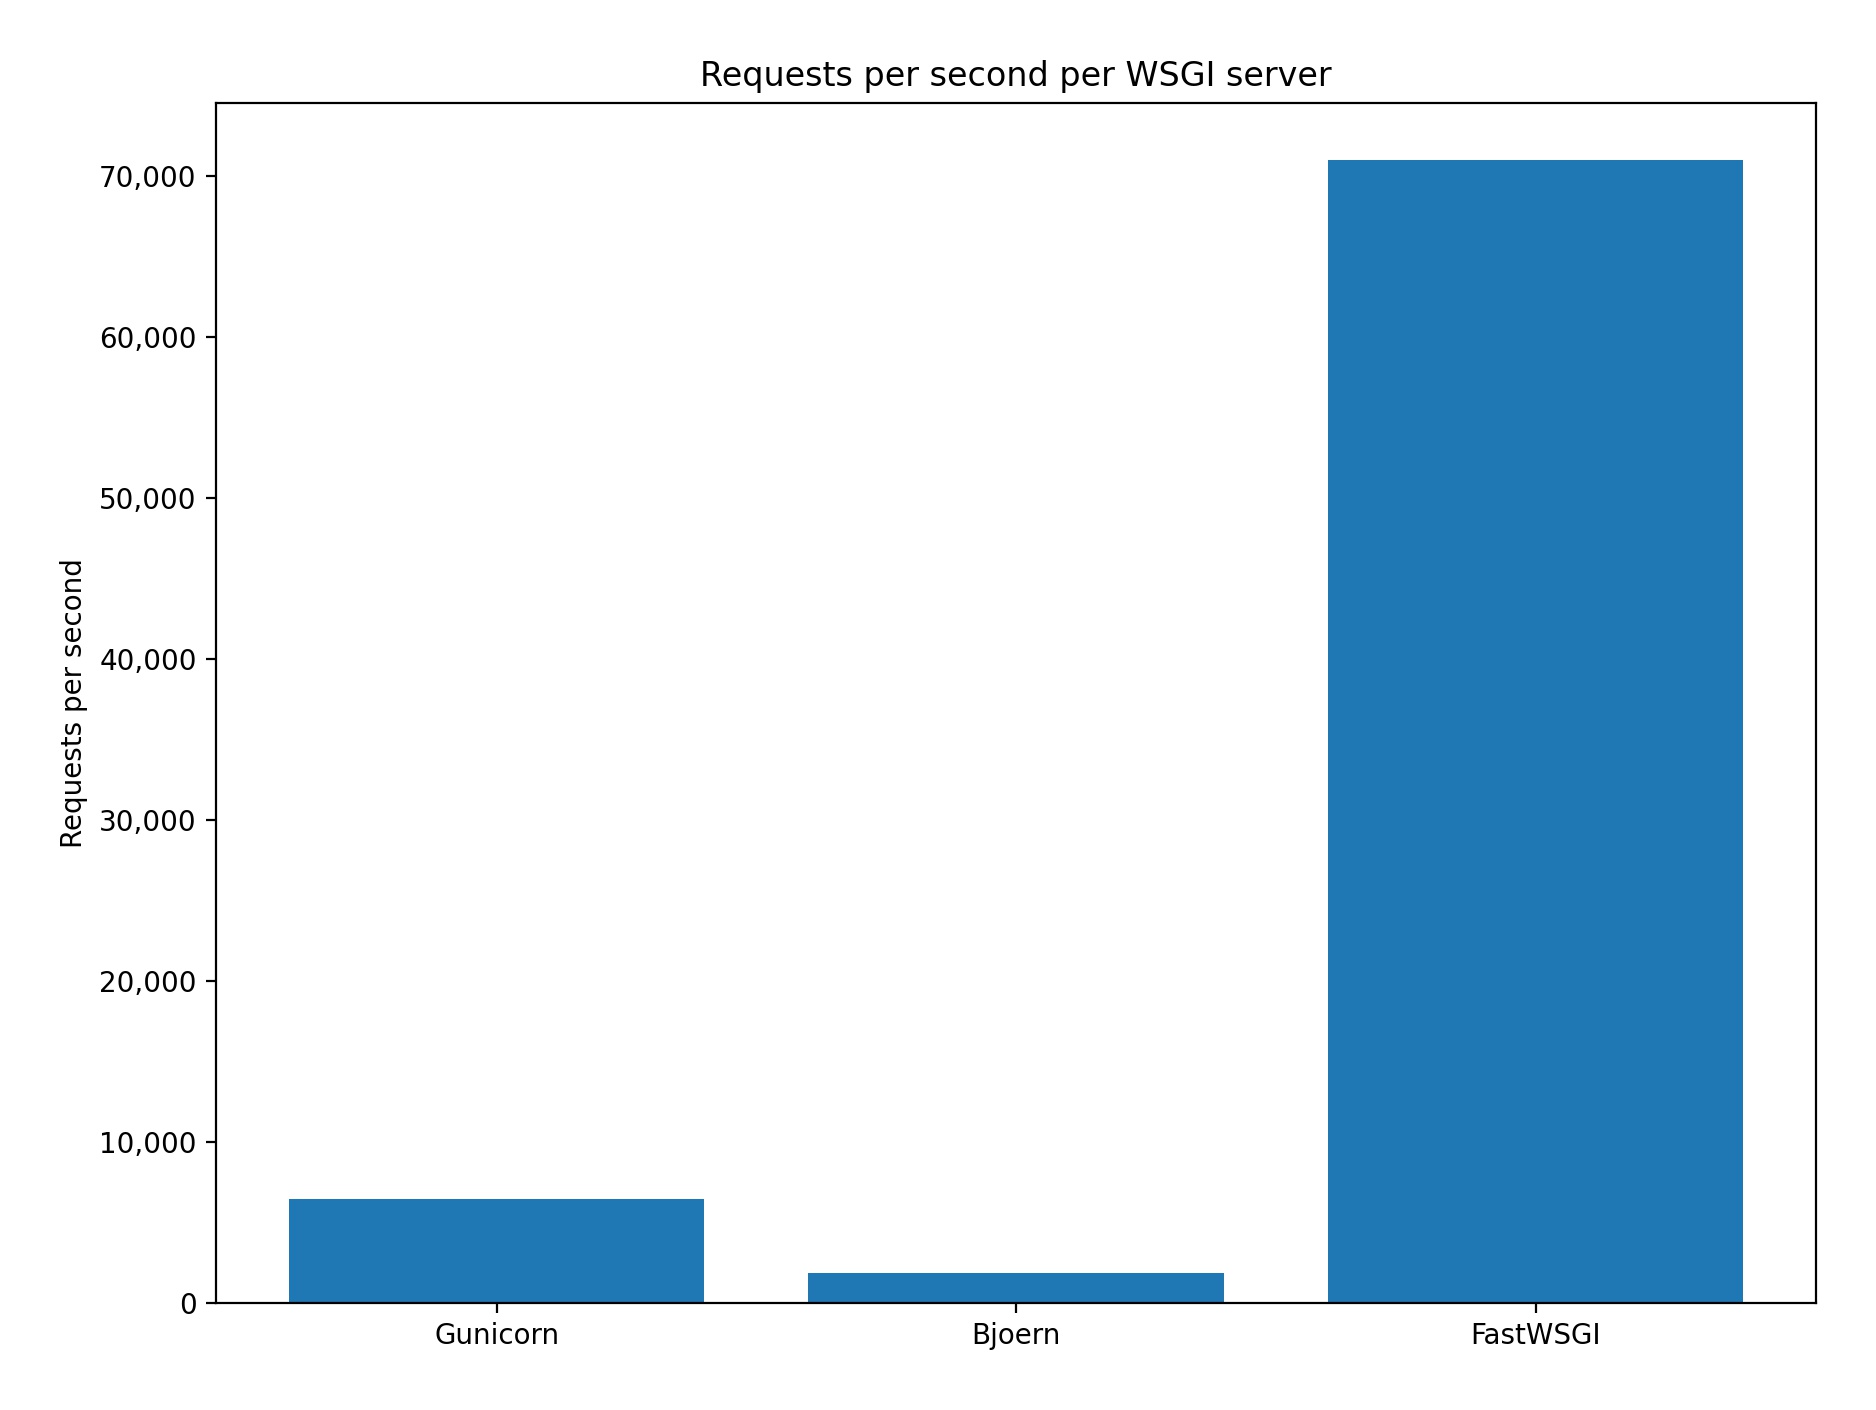 Requests per second per WSGI server
Requests per second
70,000
60,000
50,000
40,000
30,000
20,000
10,000
0
Gunicorn
Bjoern
FastWSGI